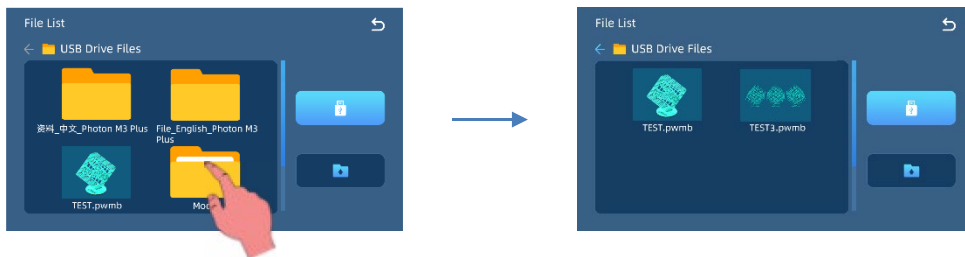 File List
USB Drive Files
资料_中文_Photon M3 Plus
File_English_Photon M3
Plus
TEST.pwmb
File List
USB Drive Files
TEST.pwmb
TEST3.pwmb